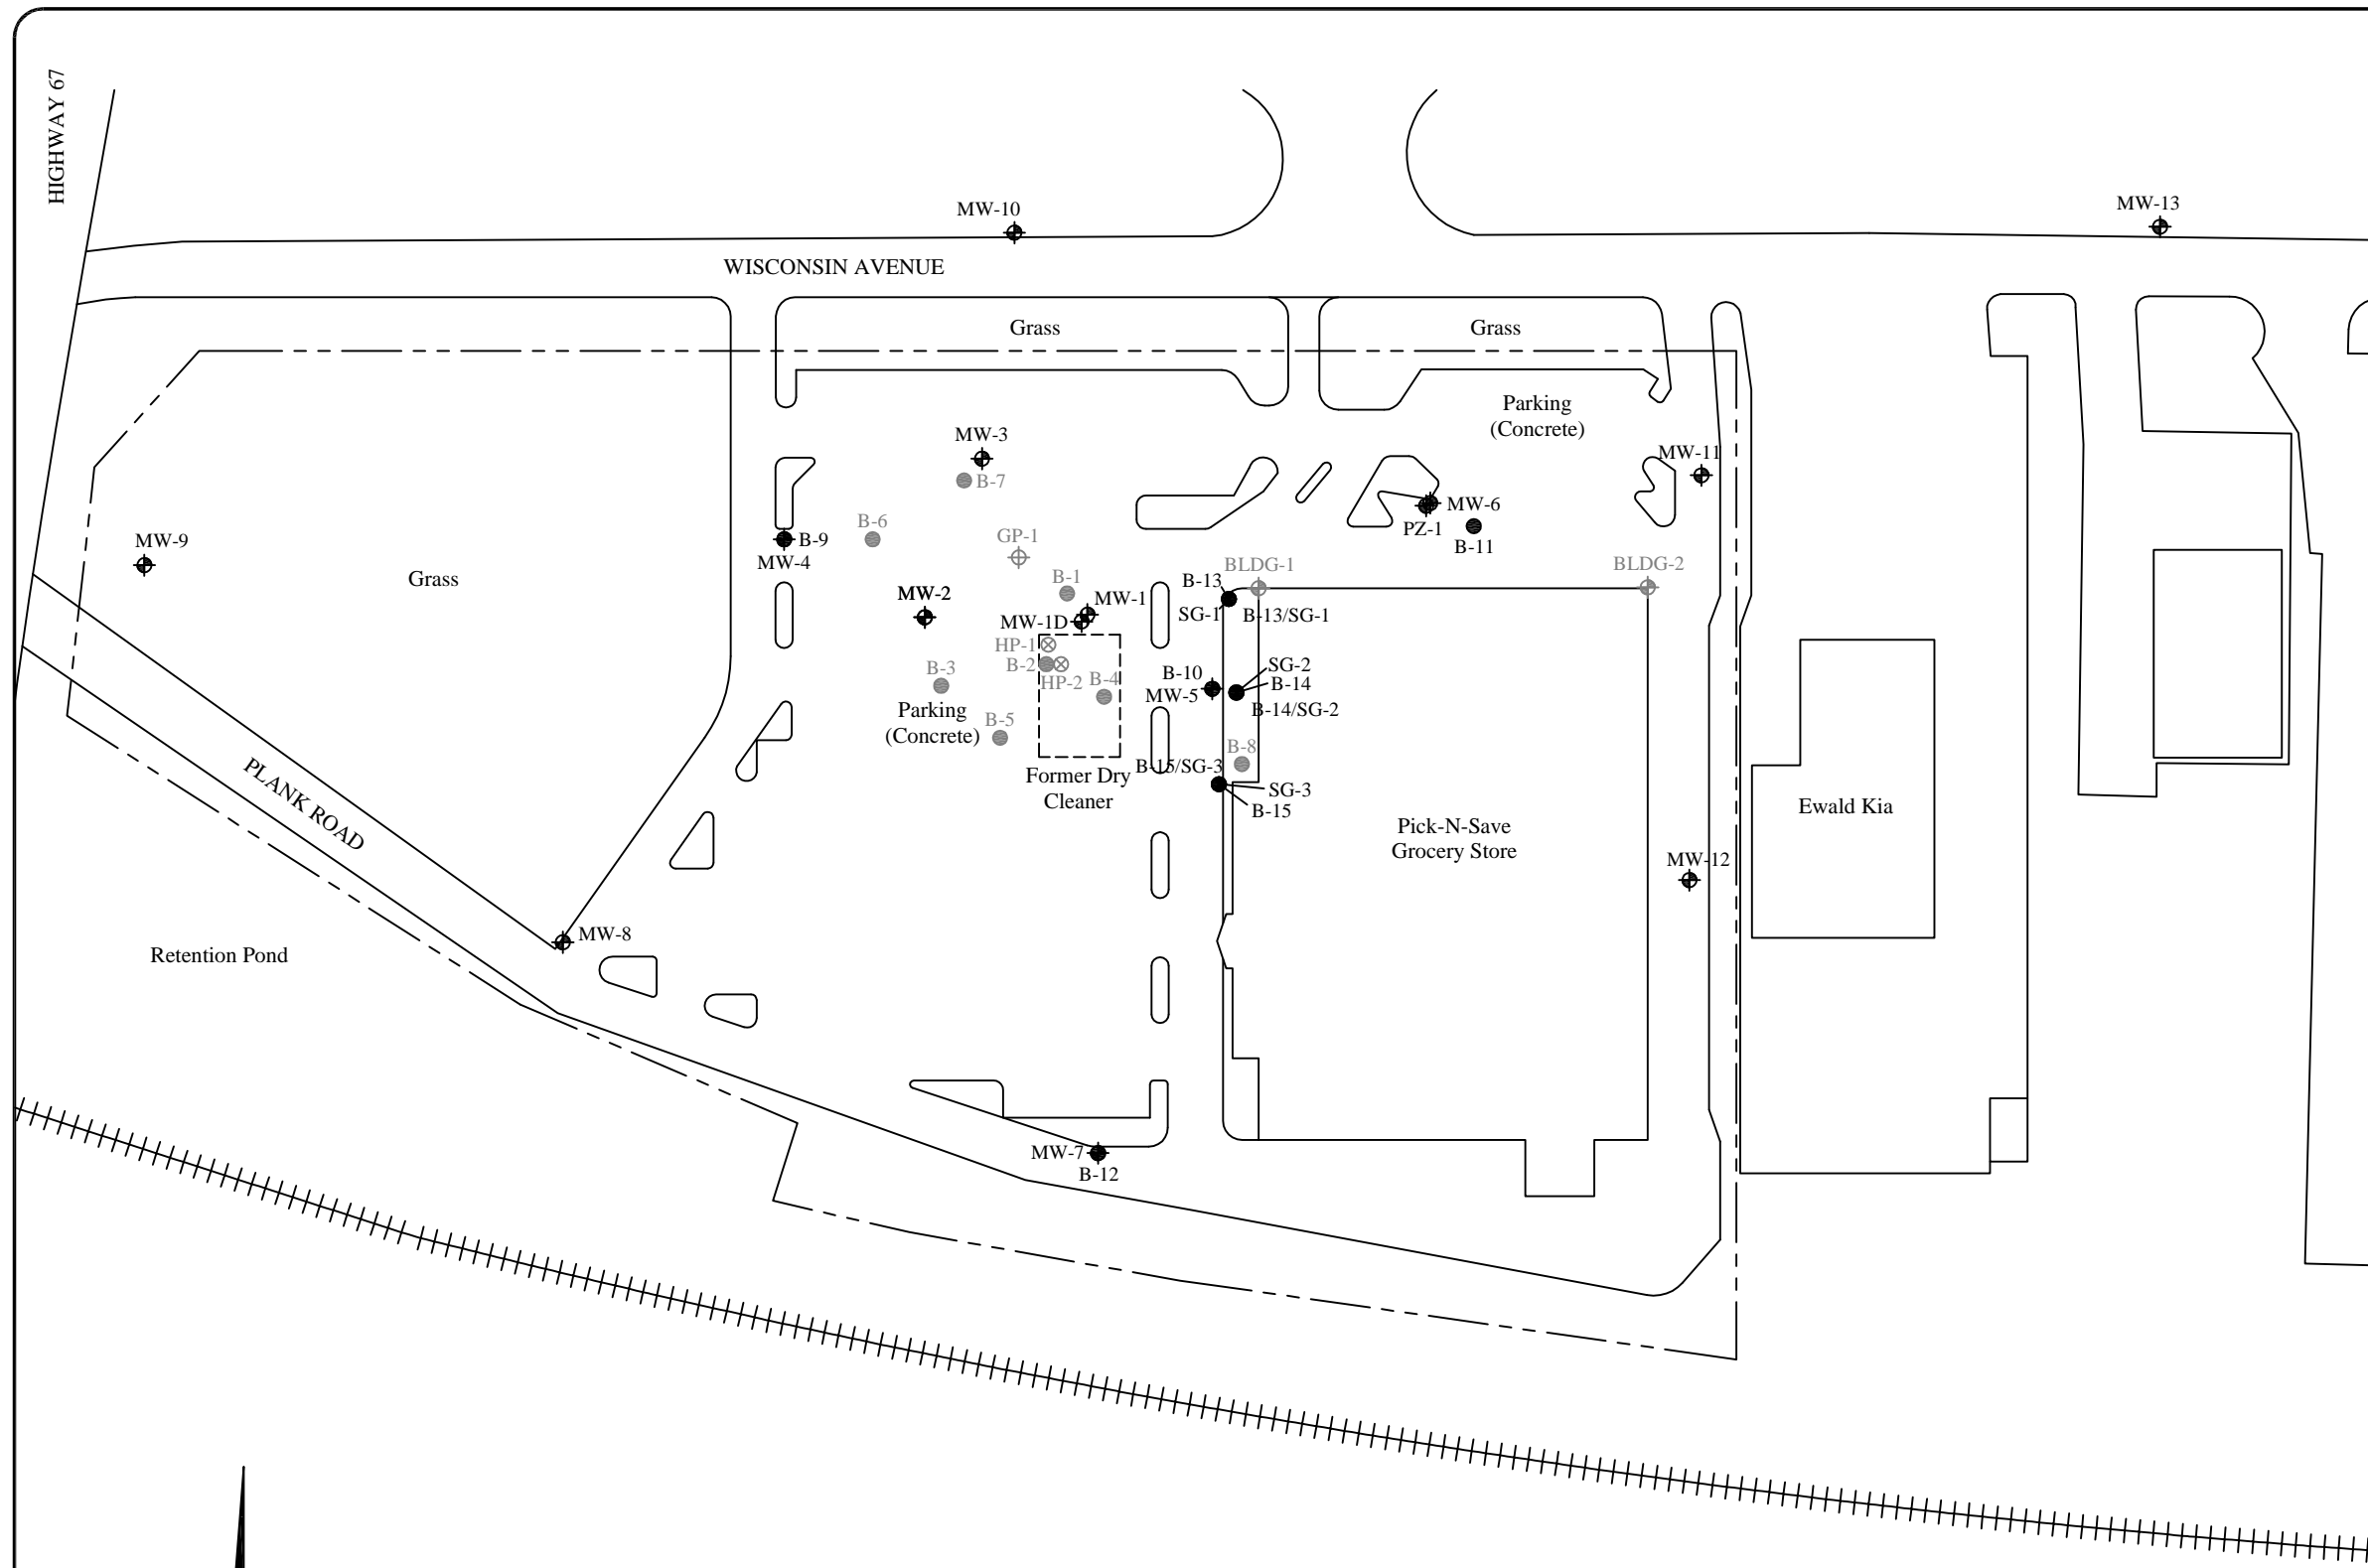 HIGHWAY 67
MW-10
MW-13
WISCONSIN AVENUE
Grass
Grass
Parking
(Concrete)
MW-3
B-7
MW-11
MW-6
PZ-1
B-11
MW-9
Grass
B-9
MW-4
B-6
GP-1
B-1
MW-2
MW-1
MW-1D
HP-1
B-2
HP-2
B-4
B-3
Parking
(Concrete)
B-5
Former Dry
Cleaner
BLDG-1
BLDG-2
B-13
SG-1
B-13/SG-1
B-10
MW-5
SG-2
B-14
B-14/SG-2
B-8
B-15/SG-3
SG-3
B-15
Pick-N-Save
Grocery Store
Ewald Kia
MW-12
PLANK ROAD
MW-8
Retention Pond
MW-7
B-12